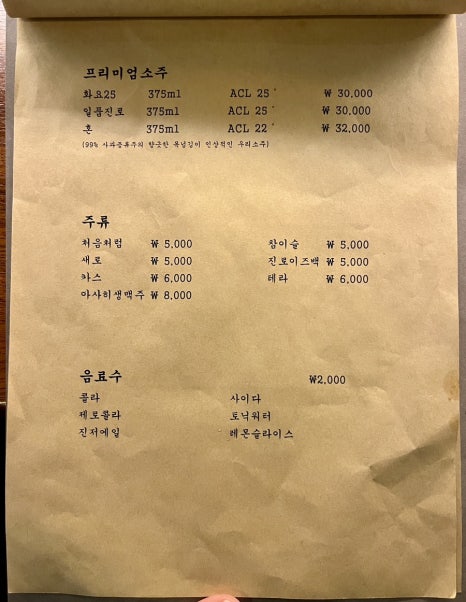 프리미엄소주
화요25 375ml ACL 25˚ ₩ 30,000
일품진로 375ml ACL 25˚ ₩ 30,000
혼 375ml ACL 22˚ ₩ 32,000
(99% 사과증류주의 향긋한 목넘김이 인상적인 우리소주)
주류
처음처럼 ₩ 5,000 참이슬 ₩ 5,000
새로 ₩ 5,000 진로이즈백 ₩ 5,000
카스 ₩ 6,000 테라 ₩ 6,000
아사히생맥주 ₩ 8,000
음료수 ₩2,000
콜라 사이다
제로콜라 토닉워터
진저에일 레몬슬라이스